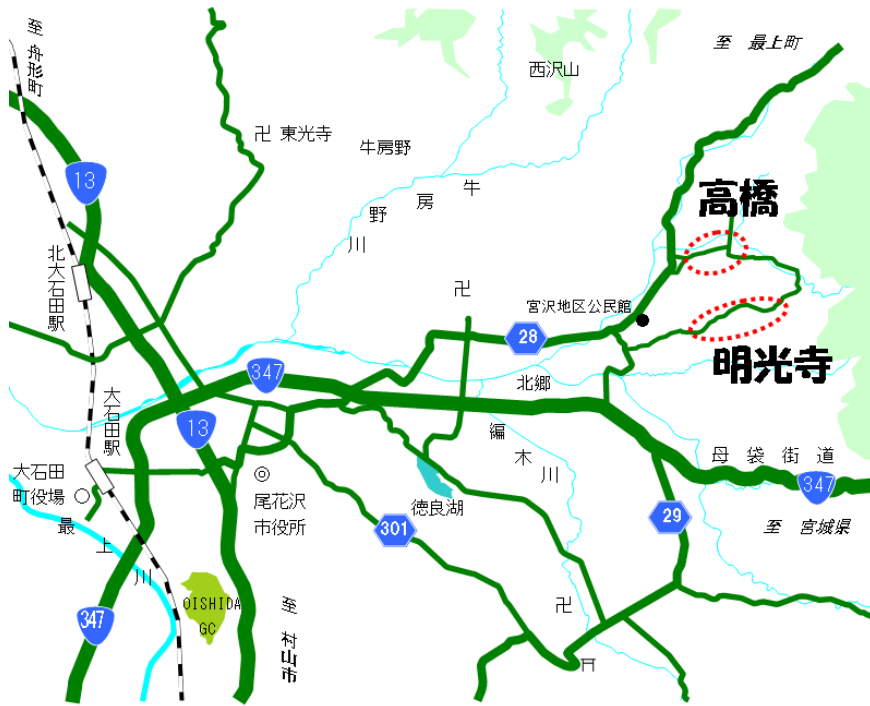 至 舟形町
西沢山
至 最上町
卍 東光寺
牛房野
13
牛房野川
高橋
北大石田駅
卍
宮沢地区公民館
28
明光寺
347
北郷
大石田駅
13
編木川
母袋街道
大石田
町役場
尾花沢
市役所
徳良湖
347
301
29
至 宮城県
最上川
OISHIDA
GC
卍
347
至 村山市